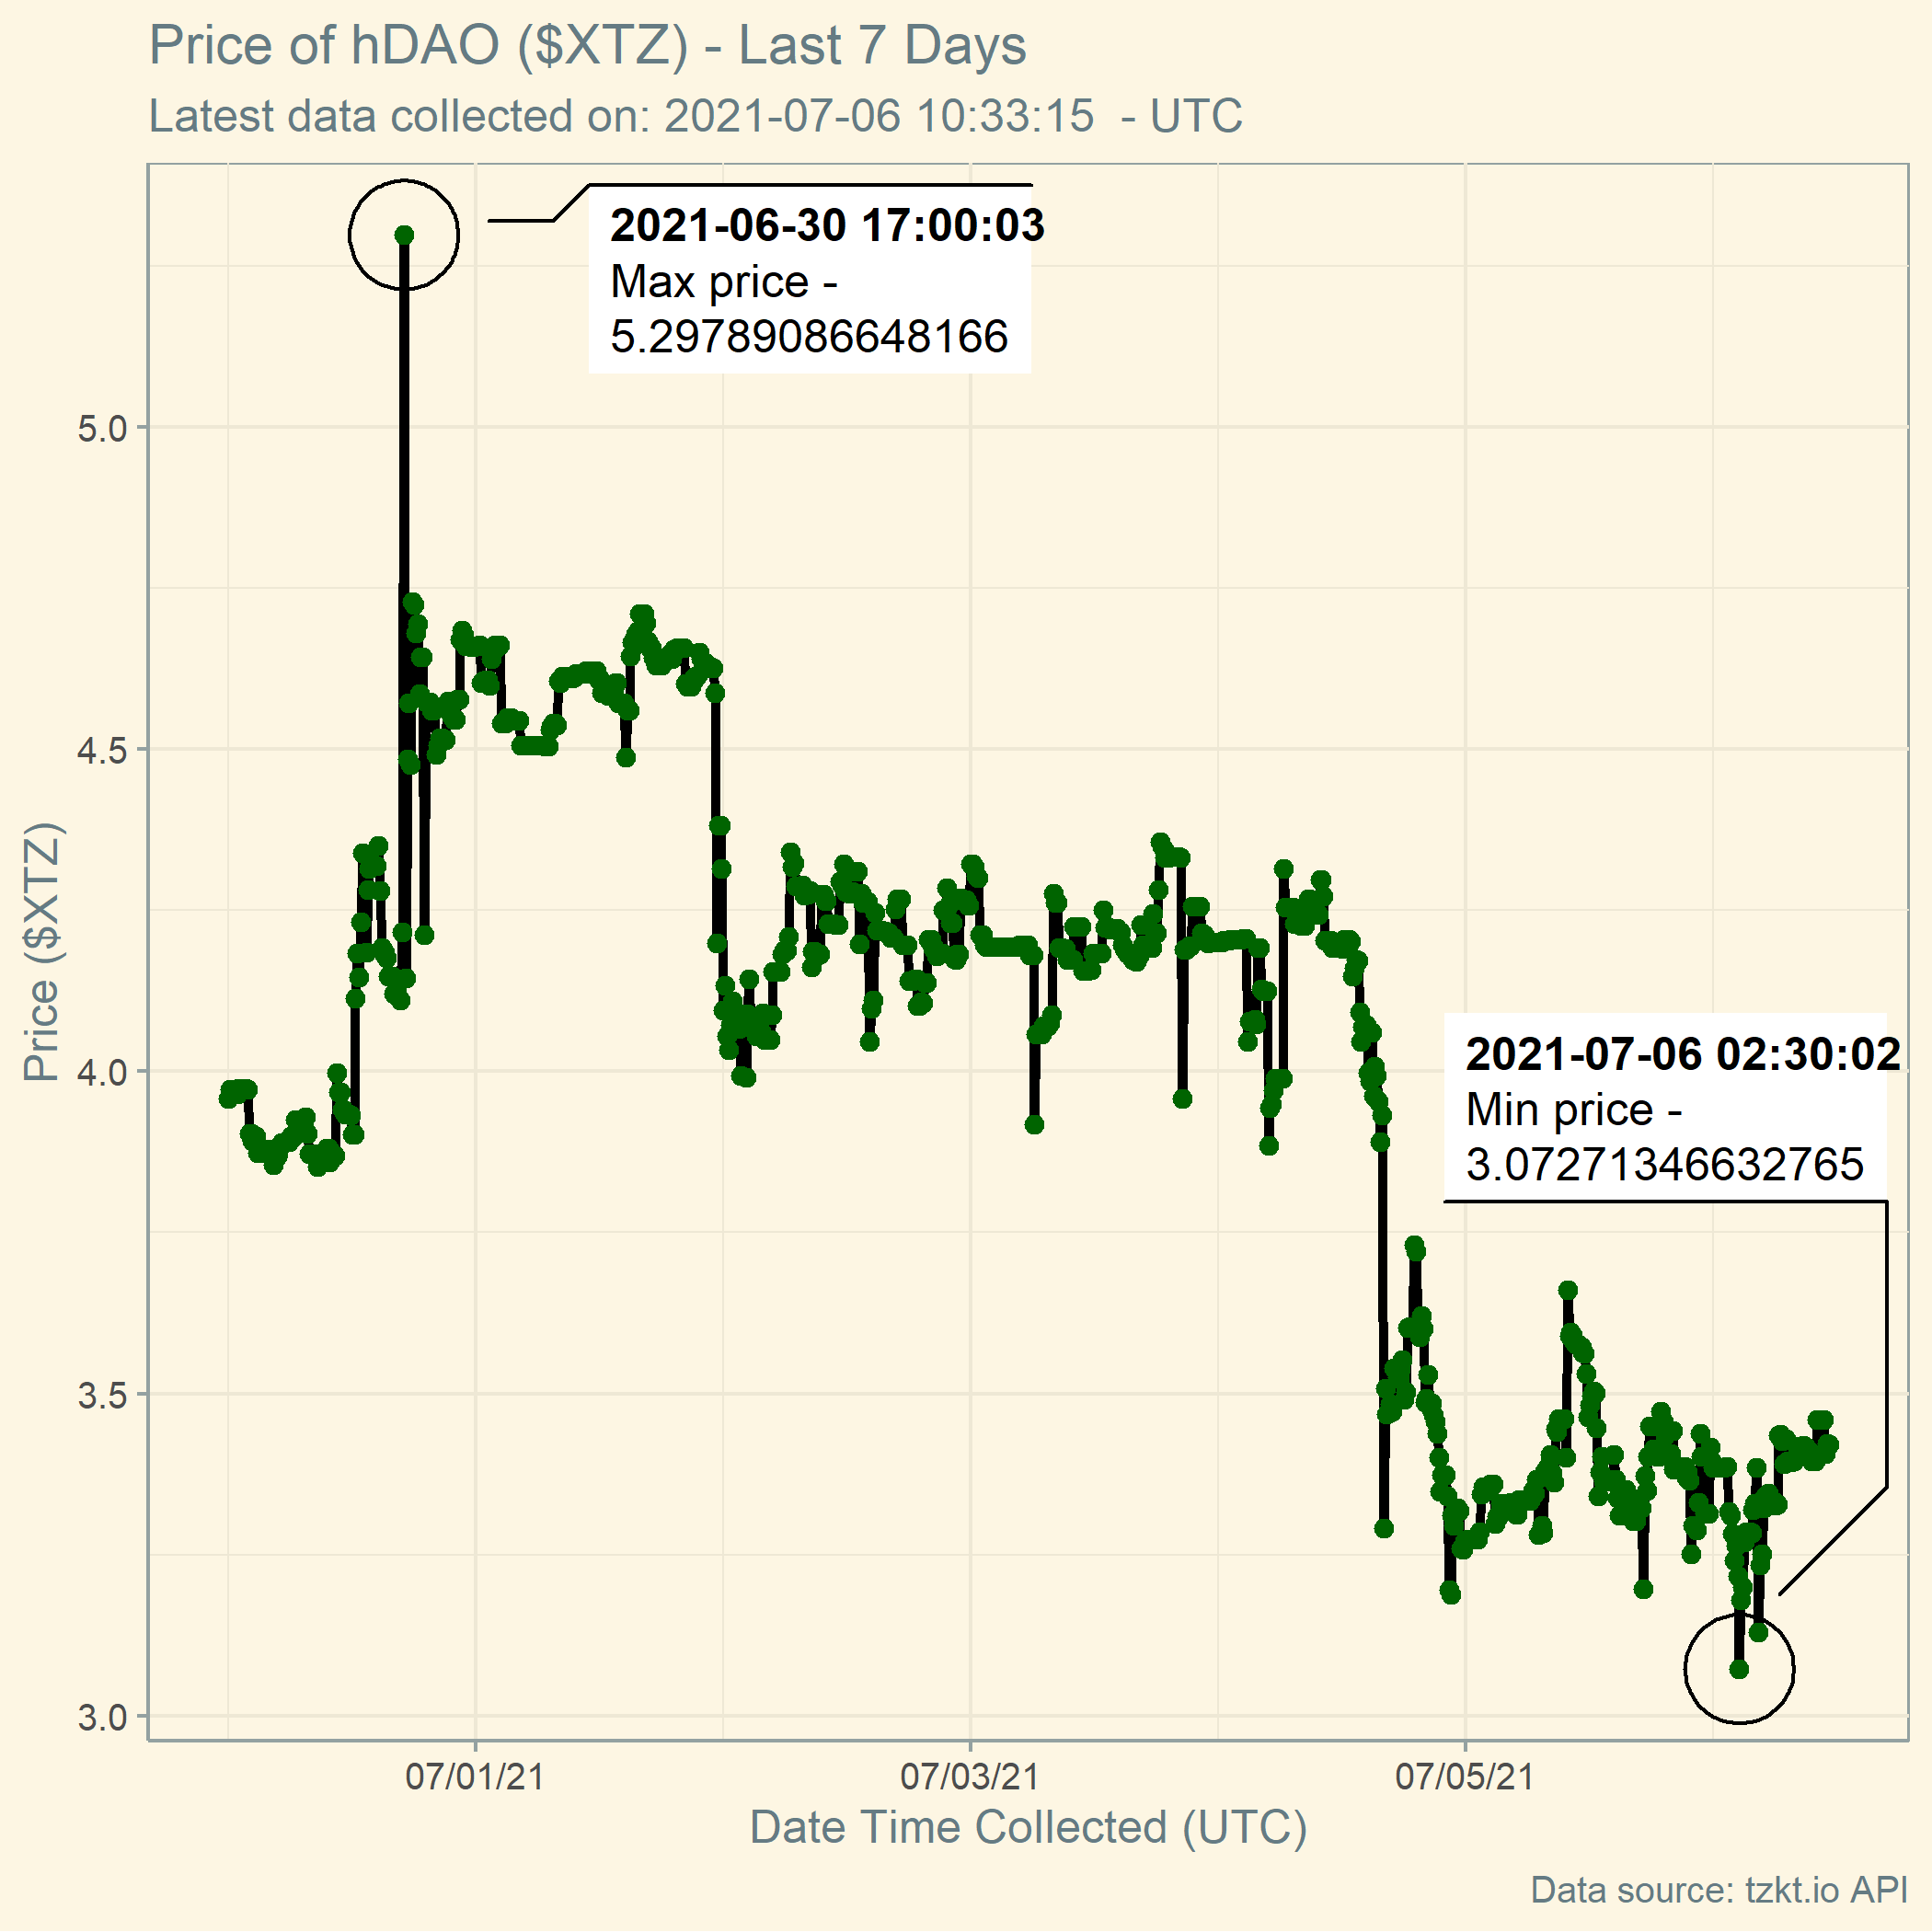 Price of hDAO ($XTZ) - Last 7 Days
Latest data collected on: 2021-07-06 10:33:15  - UTC
2021-06-30 17:00:03
Max price -
5.29789086648166
5.0
4.5
4.0
3.5
3.0
Price ($XTZ)
2021-07-06 02:30:02
Min price -
3.07271346632765
07/01/21
07/03/21
07/05/21
Date Time Collected (UTC)
Data source: tzkt.io API